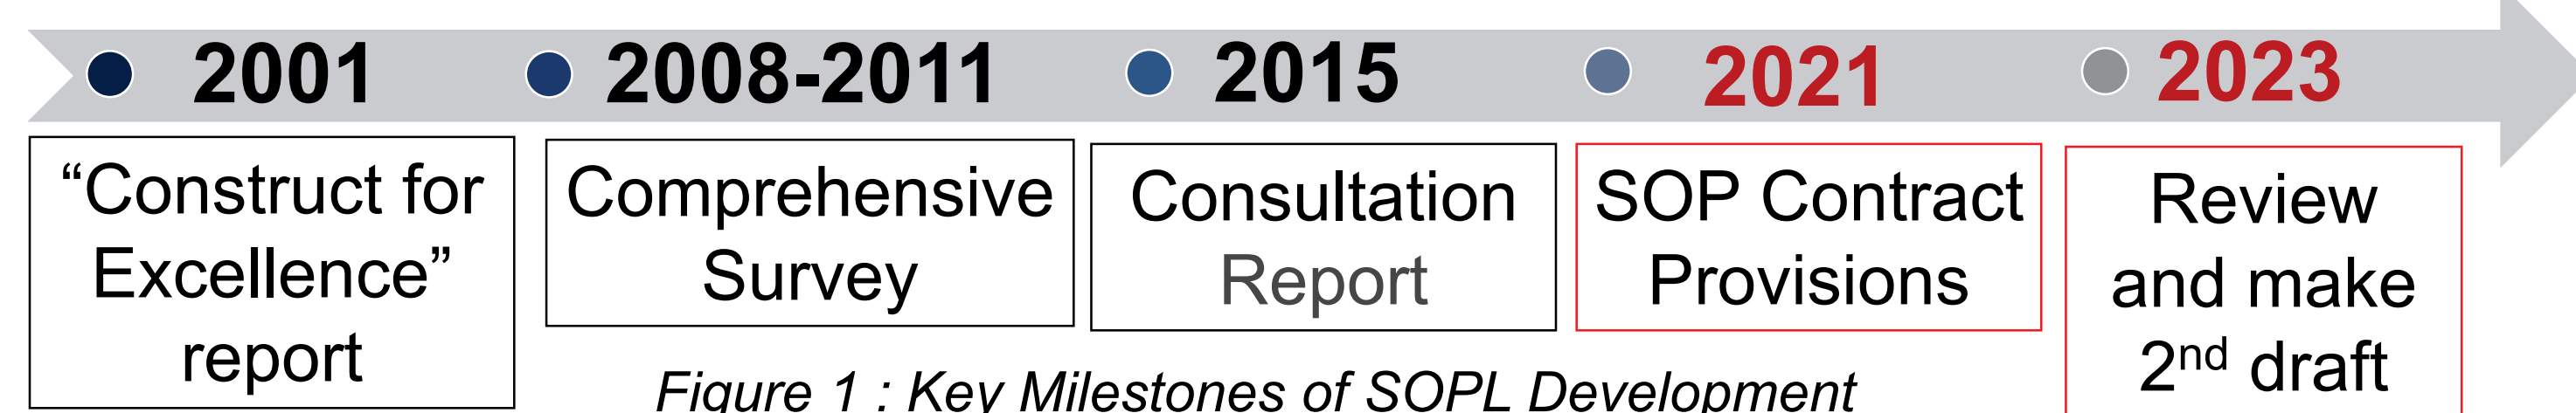 2001
2008-2011
2015
2021
2023
“Construct for
Excellence”
report
Comprehensive
Survey
Consultation
Report
SOP Contract
Provisions
Review
and make
2nd draft
Figure 1 : Key Milestones of SOPL Development